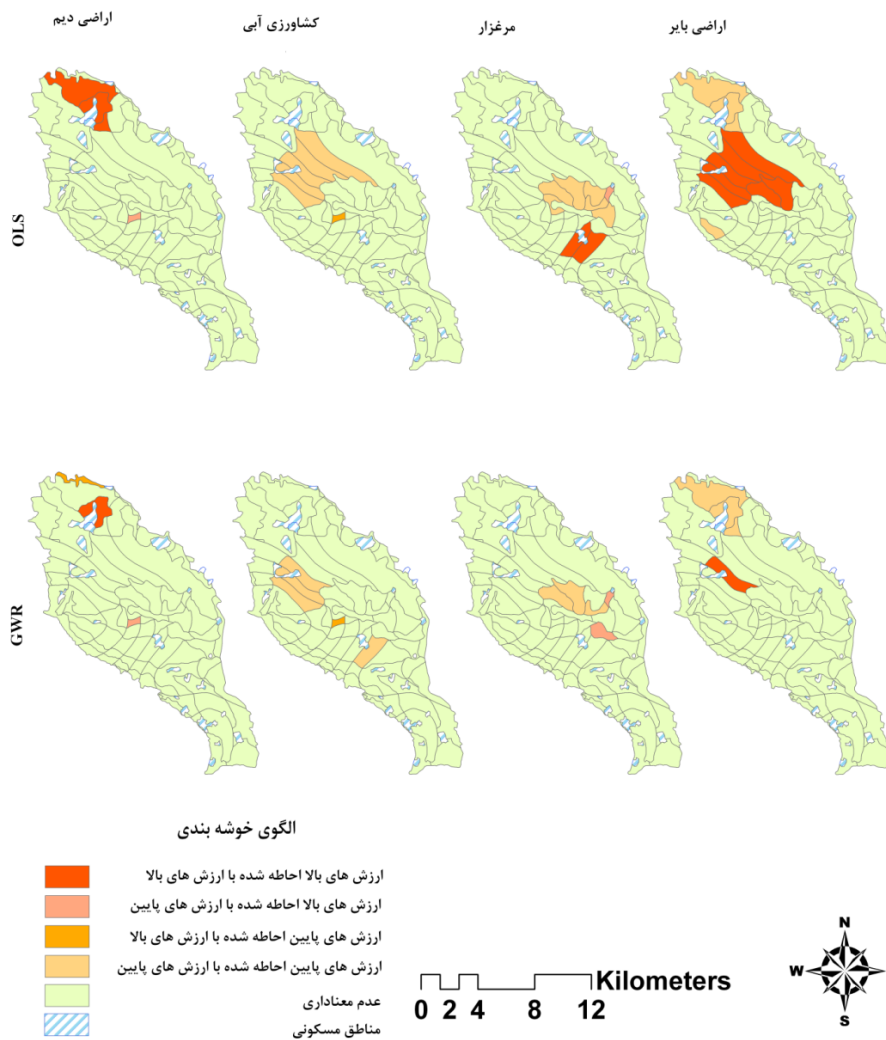 اراضی بایر
مرغزار
کشاورزی آبی
اراضی دیم
OLS
GWR
الگوی خوشه بندی
ارزش های بالا احاطه شده با ارزش های بالا
ارزش های بالا احاطه شده با ارزش های پایین
ارزش های پایین احاطه شده با ارزش های بالا
ارزش های پایین احاطه شده با ارزش های پایین
عدم معناداری
مناطق مسکونی
Kilometers
0 2 4 8 12
N
W E
S